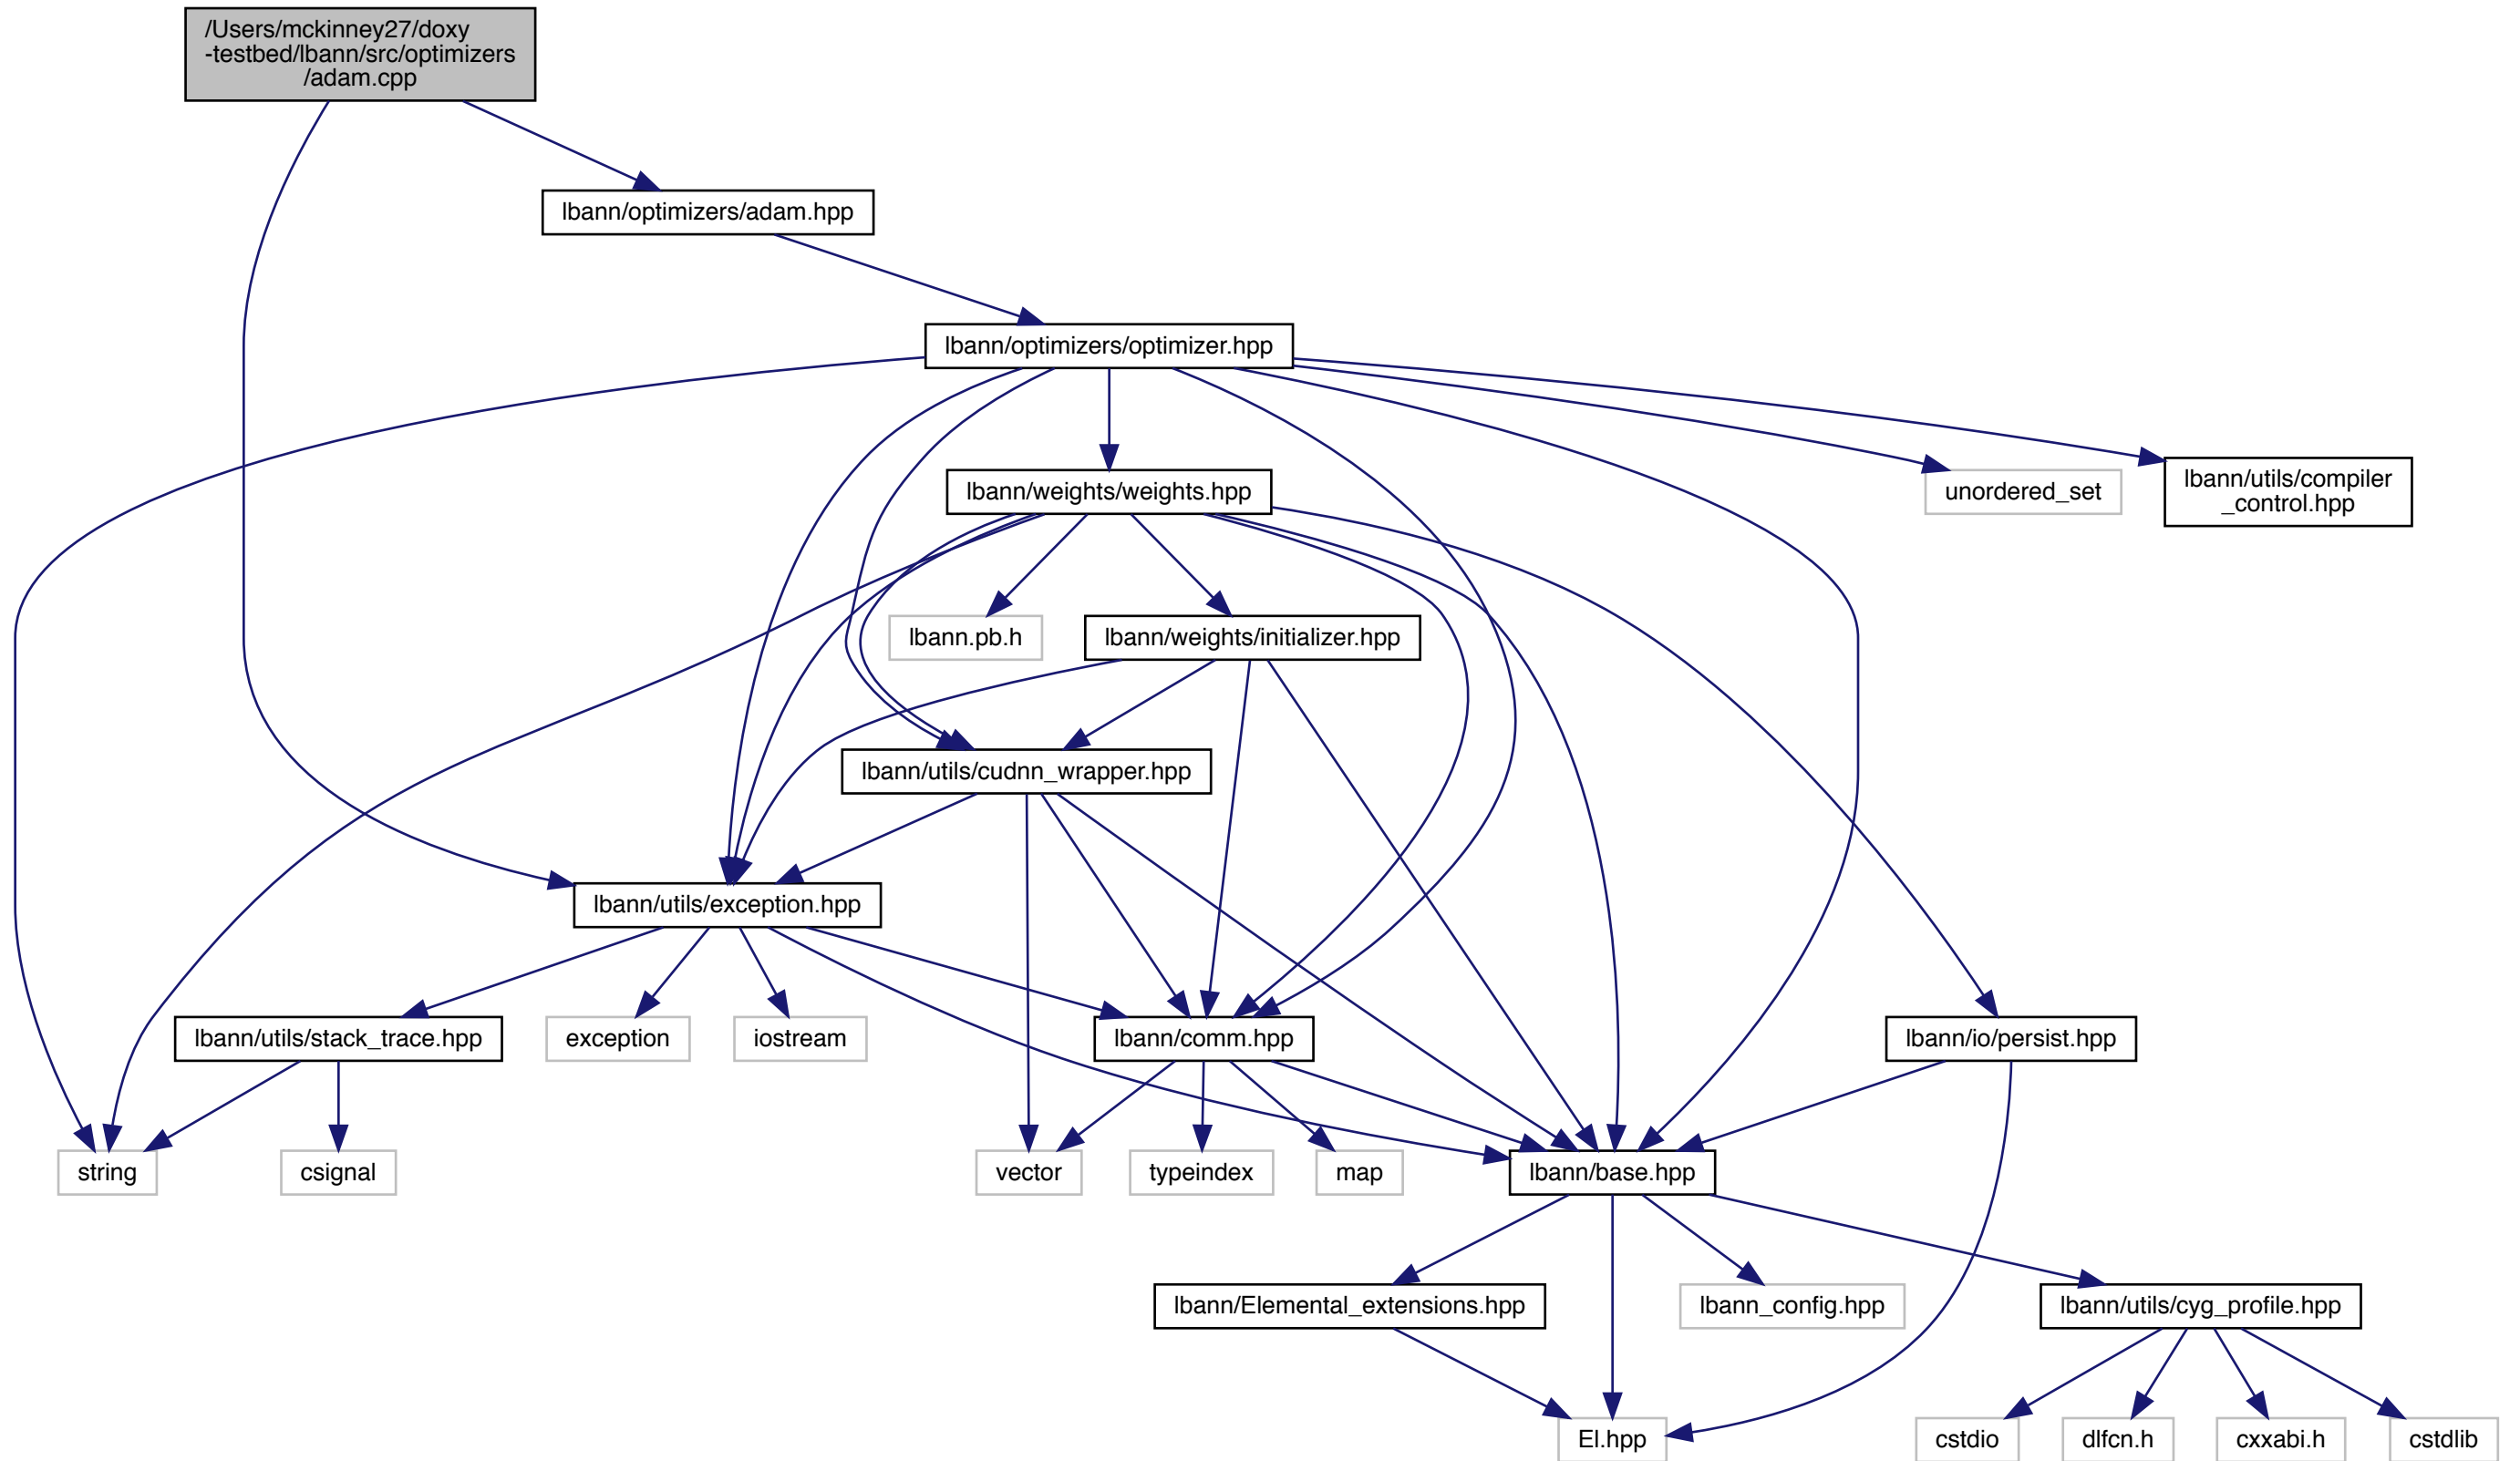 /Users/mckinney27/doxy
-testbed/lbann/src/optimizers
/adam.cpp
lbann/optimizers/adam.hpp
lbann/optimizers/optimizer.hpp
lbann/weights/weights.hpp
unordered_set
lbann/utils/compiler
_control.hpp
lbann.pb.h
lbann/weights/initializer.hpp
lbann/utils/cudnn_wrapper.hpp
lbann/utils/exception.hpp
lbann/utils/stack_trace.hpp
exception
iostream
lbann/comm.hpp
lbann/io/persist.hpp
string
csignal
vector
typeindex
map
lbann/base.hpp
lbann/Elemental_extensions.hpp
lbann_config.hpp
lbann/utils/cyg_profile.hpp
El.hpp
cstdio
dlfcn.h
cxxabi.h
cstdlib